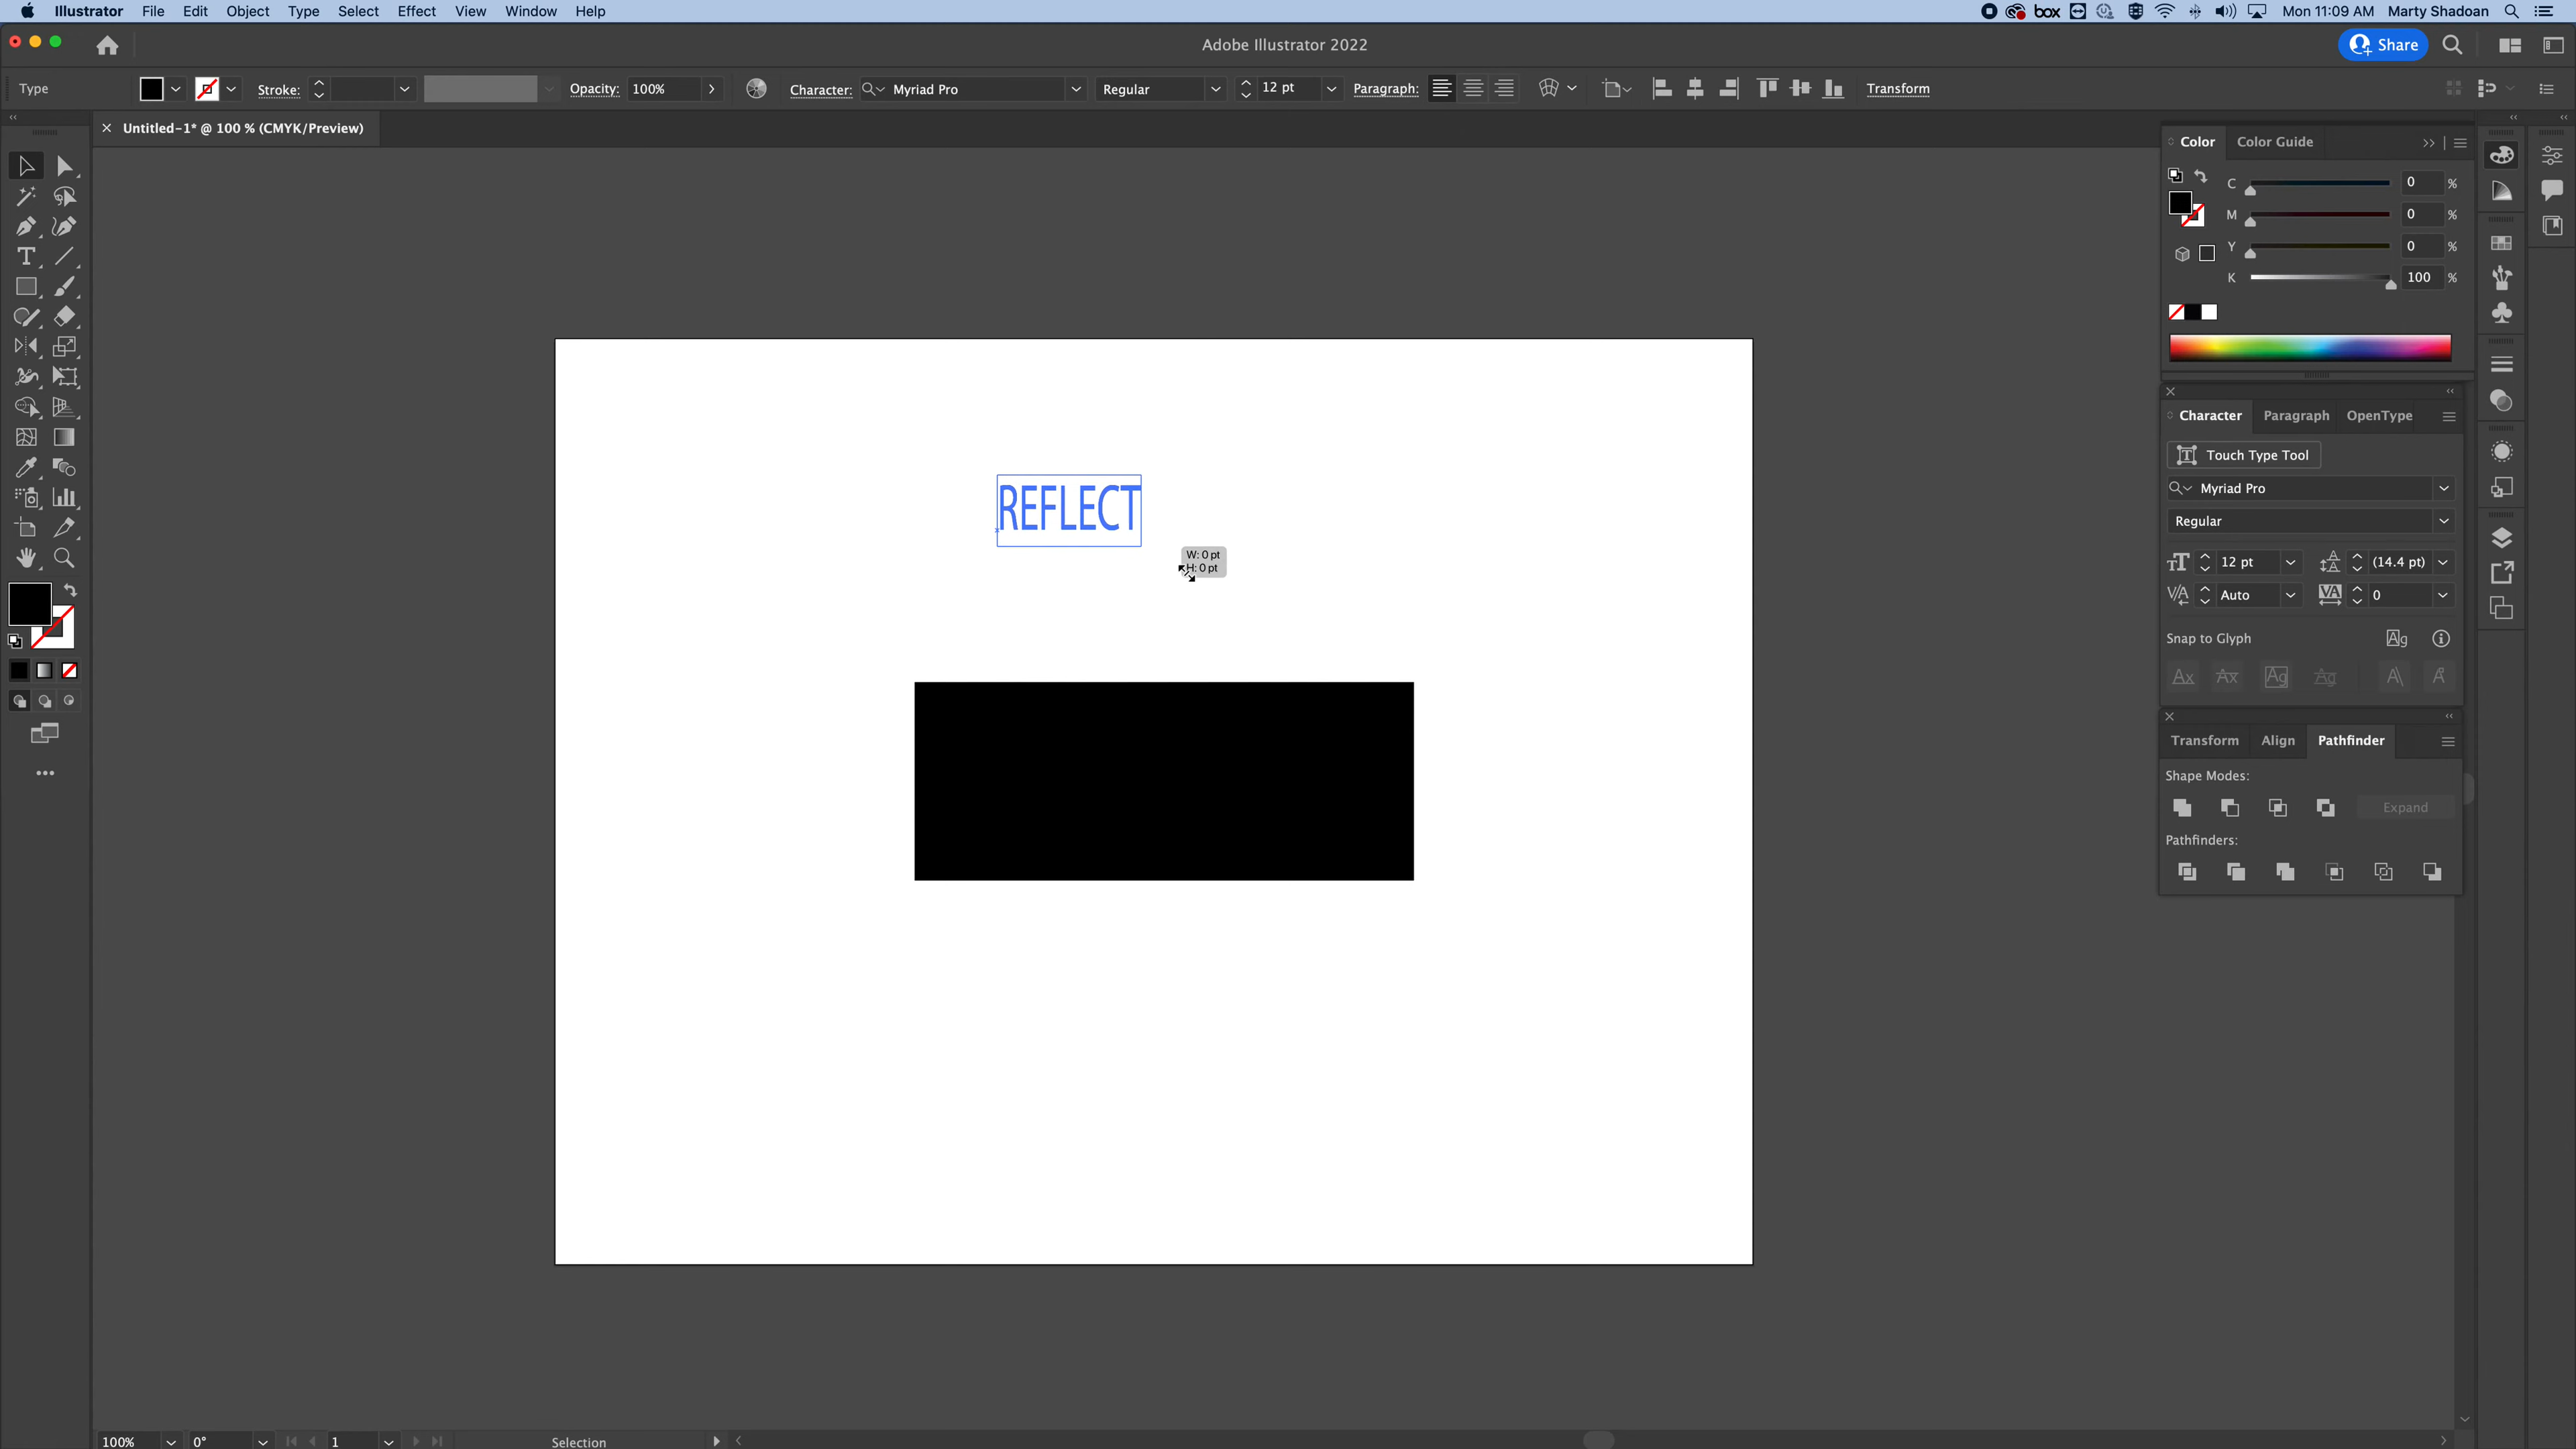 Illustrator File Edit Object Type Select Effect View Window Help box Mon 11:09 AM Marty Shadoan
Adobe Illustrator 2022 Share
Type Stroke: Opacity: 100% Character: Myriad Pro Regular 12 pt Paragraph: Transform
Untitled-1* @ 100 % (CMYK/Preview)
Color Color Guide
C 0 %
M 0 %
Y 0 %
K 100 %
Character Paragraph OpenType
Touch Type Tool
Myriad Pro
Regular
12 pt (14.4 pt)
Auto 0
Snap to Glyph
REFLECT
W: 0 pt
H: 0 pt
Transform Align Pathfinder
Shape Modes:
Expand
Pathfinders:
100% 0° 1 Selection